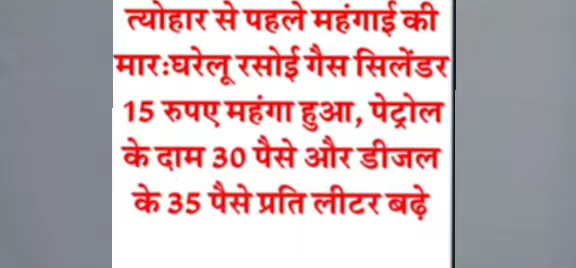 त्योहार से पहले महंगाई की
मारःघरेलू रसोई गैस सिलेंडर
15 रुपए महंगा हुआ, पेट्रोल
के दाम 30 पैसे और डीजल
के 35 पैसे प्रति लीटर बढ़े